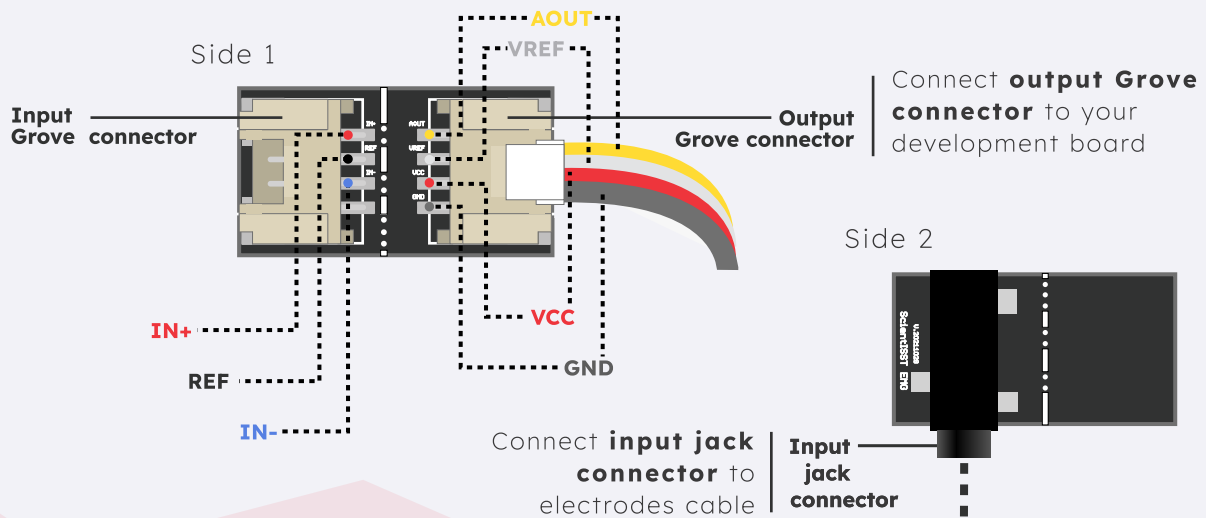 AOUT
VREF
Side 1
Connect output Grove
connector to your
development board
Input
Grove connector
Output
Grove connector
IN+
REF
IN-
AOUT
VREF
VCC
GND
Side 2
IN+
VCC
REF
GND
IN-
ScientISST EMG
Connect input jack
connector to
electrodes cable
Input
jack
connector